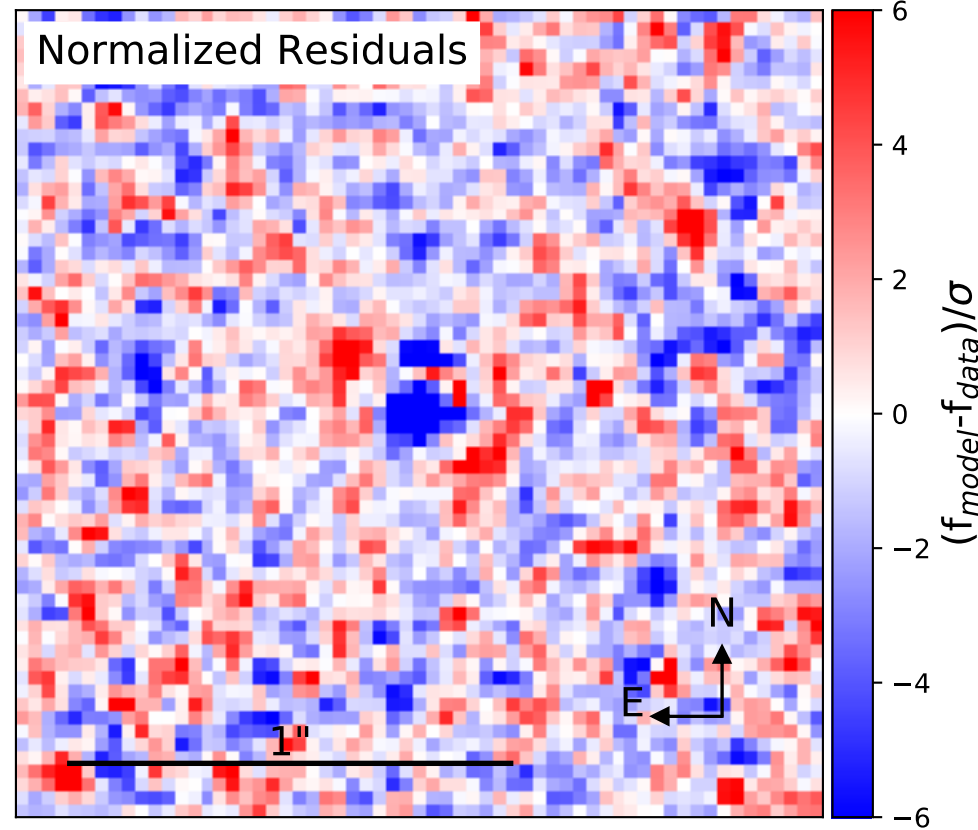 Normalized Residuals
N
E
1"
6
4
2
0
−2
−4
−6
(f_model-f_data)/σ